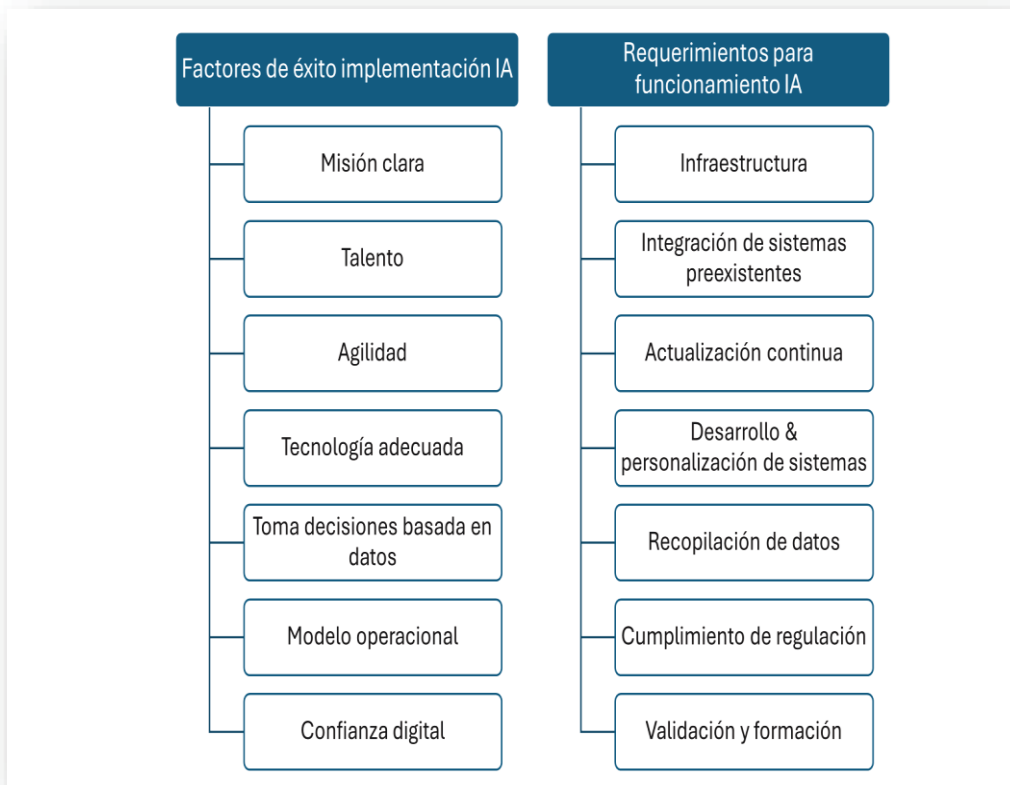 Factores de éxito implementación IA
Misión clara
Talento
Agilidad
Tecnología adecuada
Toma decisiones basada en
datos
Modelo operacional
Confianza digital
Requerimientos para
funcionamiento IA
Infraestructura
Integración de sistemas
preexistentes
Actualización continua
Desarrollo &
personalización de sistemas
Recopilación de datos
Cumplimiento de regulación
Validación y formación